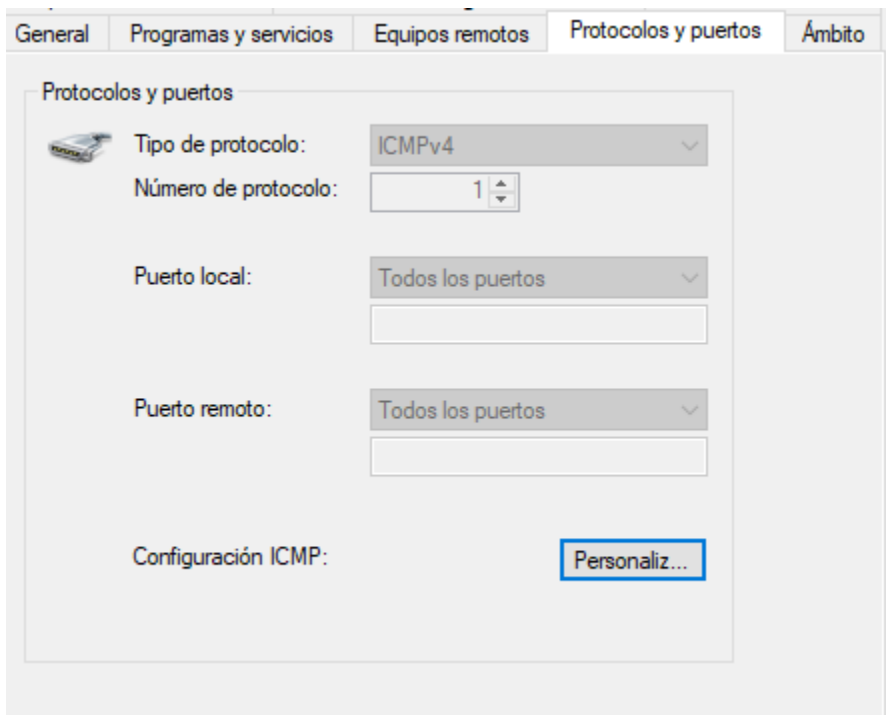 General Programas y servicios Equipos remotos Protocolos y puertos Ámbito
Protocolos y puertos
Tipo de protocolo: ICMPv4
Número de protocolo: 1
Puerto local: Todos los puertos
Puerto remoto: Todos los puertos
Configuración ICMP: Personaliz...